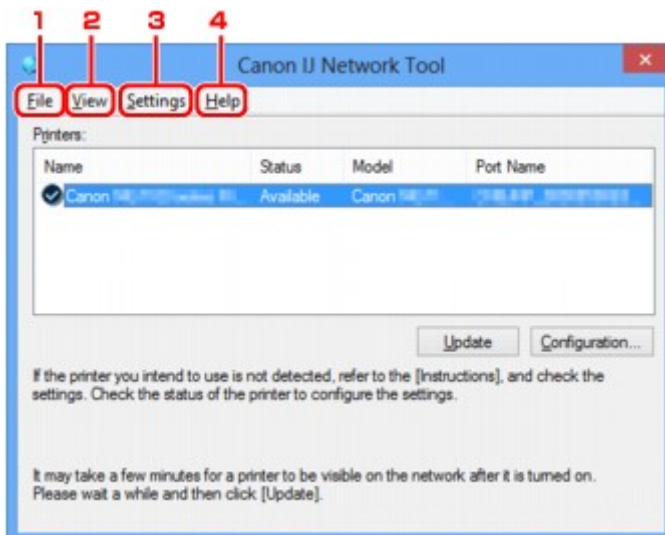 1 2 3 4
Canon IJ Network Tool
File View Settings Help
Printers:
Name Status Model Port Name
Canon Available Canon
Update Configuration...
If the printer you intend to use is not detected, refer to the [Instructions], and check the
settings. Check the status of the printer to configure the settings.
It may take a few minutes for a printer to be visible on the network after it is turned on.
Please wait a while and then click [Update].